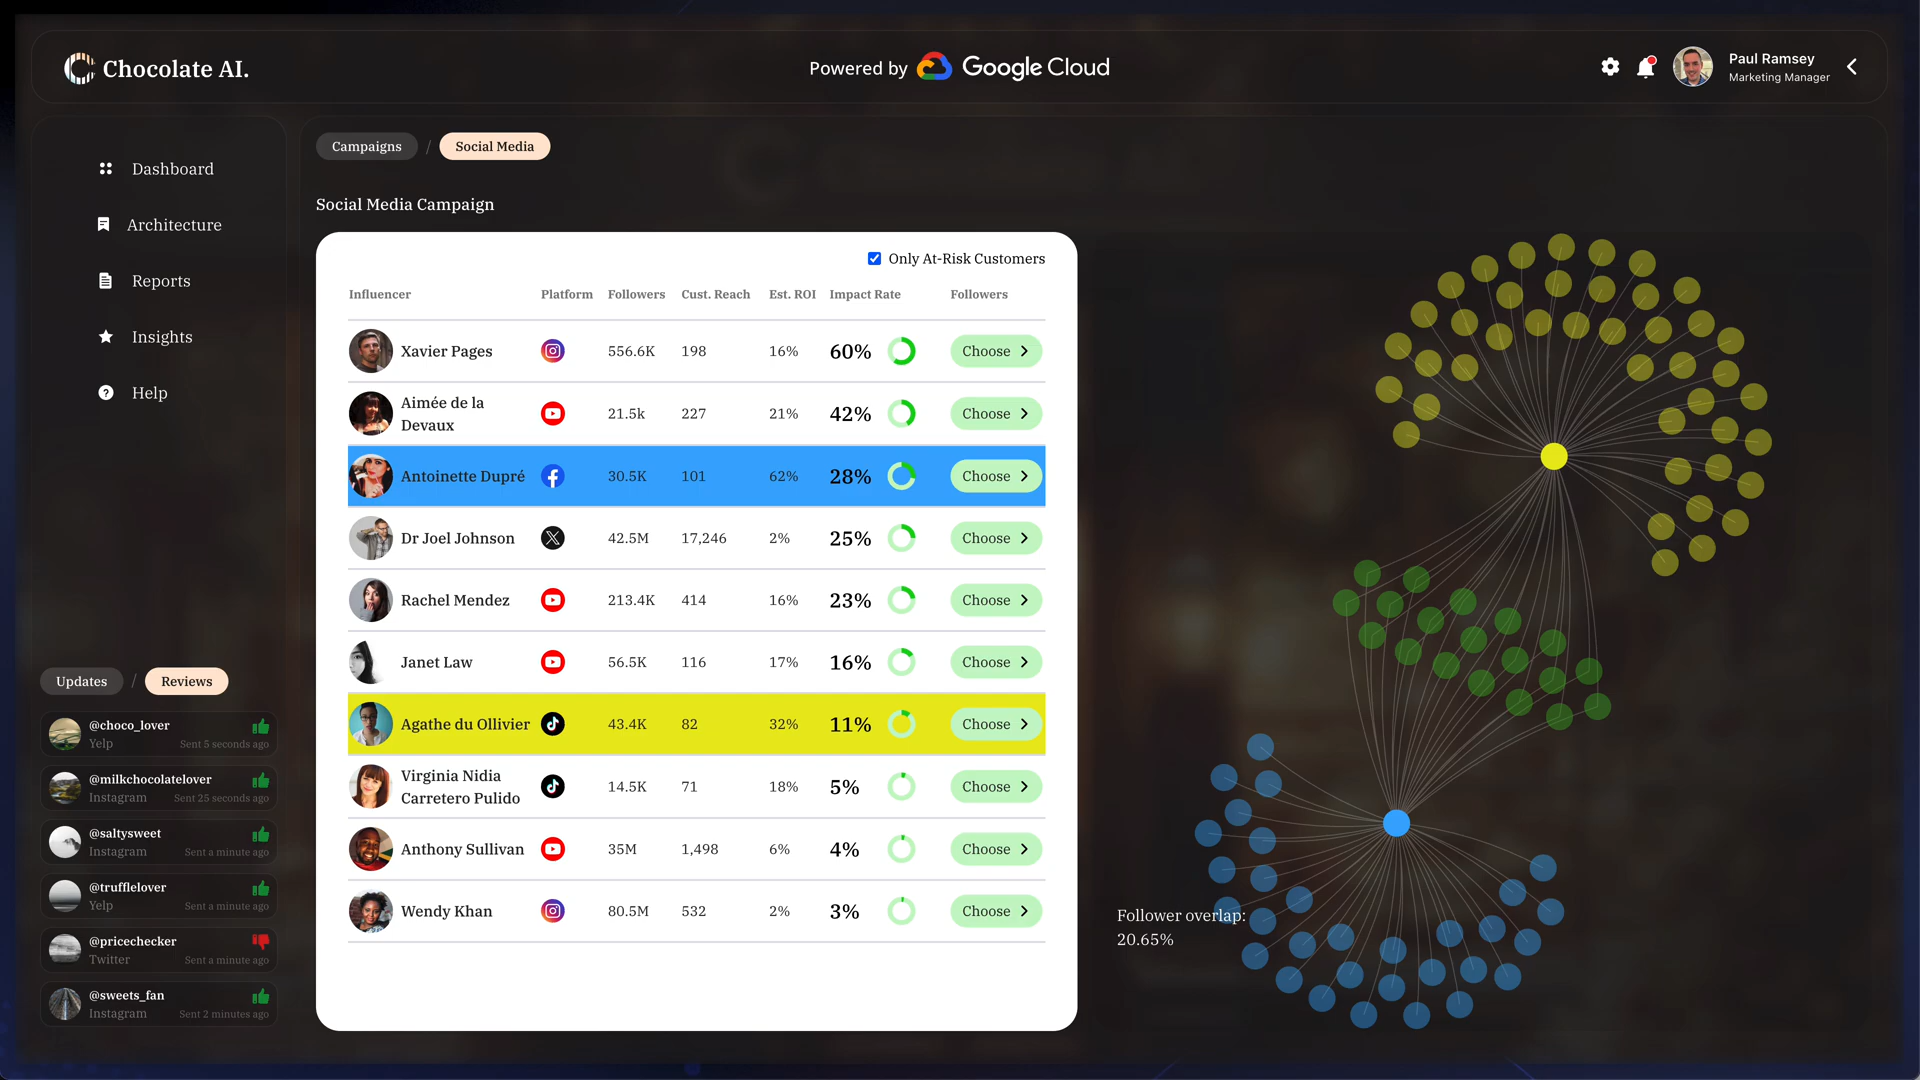 Chocolate AI.
Powered by Google Cloud
Paul Ramsey
Marketing Manager
Dashboard
Architecture
Reports
Insights
Help
Updates / Reviews
@choco_lover
Yelp Sent 5 seconds ago
@milkchocolatelover
Instagram Sent 25 seconds ago
@saltysweet
Instagram Sent a minute ago
@trufflelover
Yelp Sent a minute ago
@pricechecker
Twitter Sent a minute ago
@sweets_fan
Instagram Sent 2 minutes ago
Campaigns / Social Media
Social Media Campaign
Only At-Risk Customers
Influencer Platform Followers Cust. Reach Est. ROI Impact Rate Followers
Xavier Pages 556.6K 198 16% 60% Choose
Aimée de la
Devaux 21.5k 227 21% 42% Choose
Antoinette Dupré 30.5K 101 62% 28% Choose
Dr Joel Johnson 42.5M 17,246 2% 25% Choose
Rachel Mendez 213.4K 414 16% 23% Choose
Janet Law 56.5K 116 17% 16% Choose
Agathe du Ollivier 43.4K 82 32% 11% Choose
Virginia Nidia
Carretero Pulido 14.5K 71 18% 5% Choose
Anthony Sullivan 35M 1,498 6% 4% Choose
Wendy Khan 80.5M 532 2% 3% Choose
Follower overlap:
20.65%